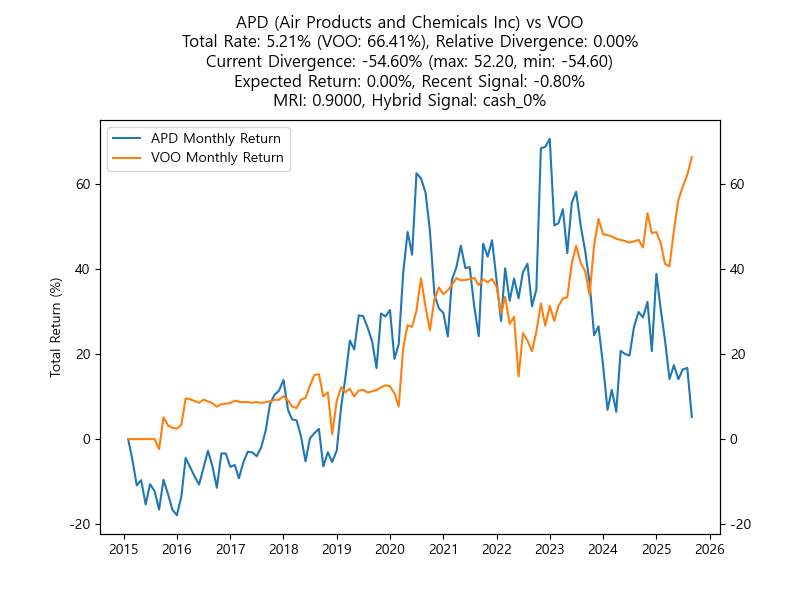 APD (Air Products and Chemicals Inc) vs VOO
Total Rate: 5.21% (VOO: 66.41%), Relative Divergence: 0.00%
Current Divergence: -54.60% (max: 52.20, min: -54.60)
Expected Return: 0.00%, Recent Signal: -0.80%
MRI: 0.9000, Hybrid Signal: cash_0%
APD Monthly Return
VOO Monthly Return
Total Return (%)
60
40
20
0
-20
60
40
20
0
-20
2015 2016 2017 2018 2019 2020 2021 2022 2023 2024 2025 2026